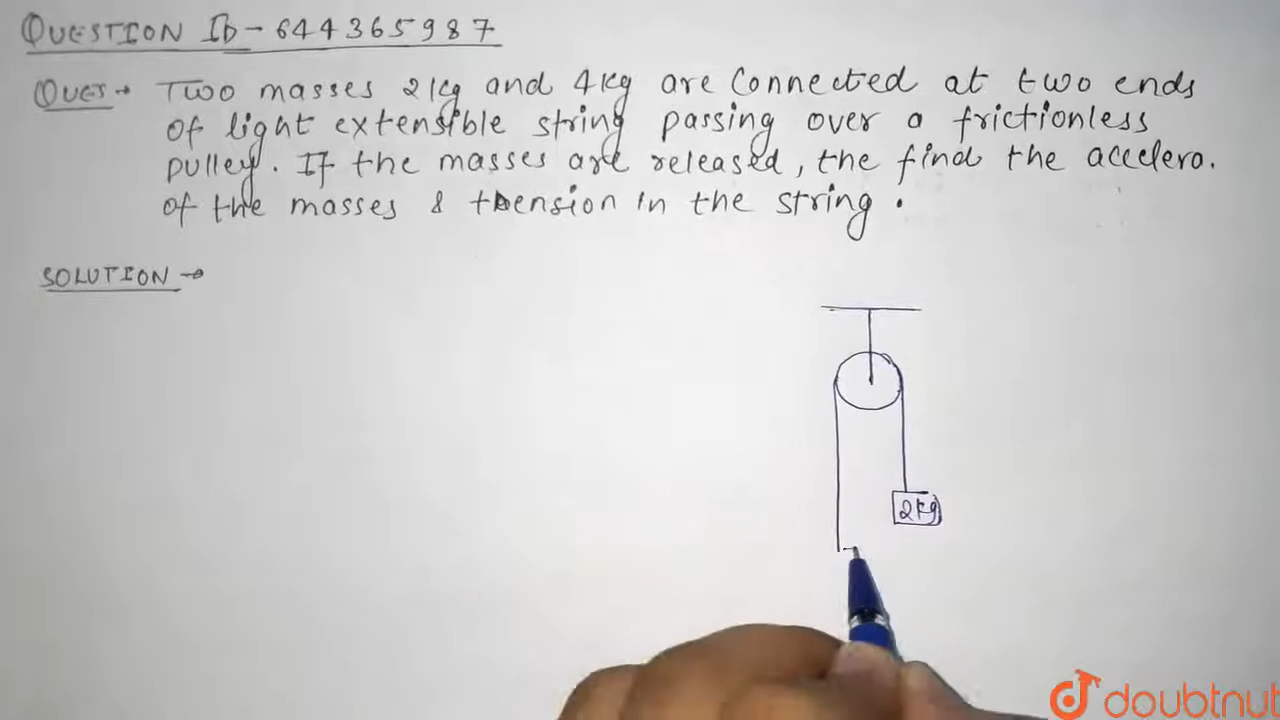 QUESTION ID - 644365987
QUES → Two masses 2kg and 4kg are connected at two ends
of light extensible string passing over a frictionless
pulley. If the masses are released, the find the accelera.
of the masses & tension in the string.
SOLUTION →
2kg
doubtnut